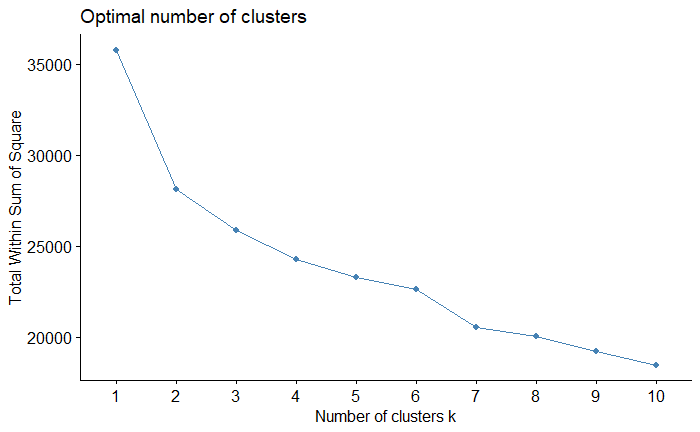 Optimal number of clusters
Total Within Sum of Square
35000
30000
25000
20000
1 2 3 4 5 6 7 8 9 10
Number of clusters k